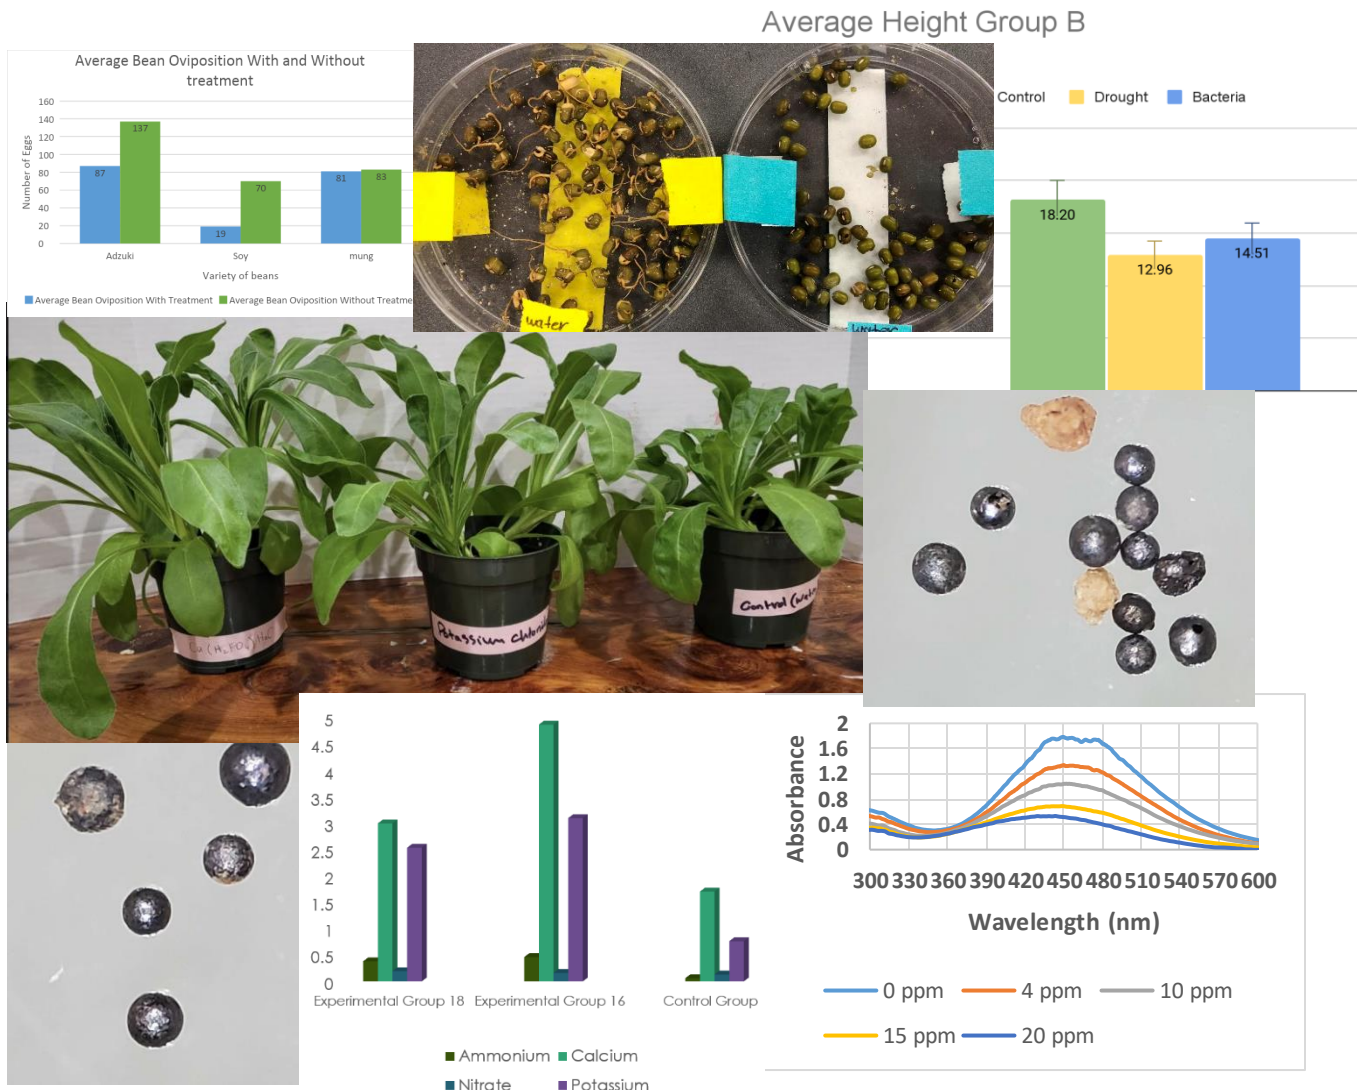 Average Height Group B
Average Bean Oviposition With and Without
treatment
160
140
120
100
80
60
40
20
0
Number of Eggs
87
137
19
70
81
83
Adzuki
Soy
mung
Variety of beans
Average Bean Oviposition With Treatment
Average Bean Oviposition Without Treatme
water
Control
Drought
Bacteria
18.20
12.96
14.51
Potassium chlori
Control (wat
5
4.5
4
3.5
3
2.5
2
1.5
1
0.5
0
Experimental Group 18
Experimental Group 16
Control Group
Ammonium
Calcium
Nitrate
Potassium
2
1.6
1.2
0.8
0.4
0
Absorbance
300 330 360 390 420 450 480 510 540 570 600
Wavelength (nm)
0 ppm
4 ppm
10 ppm
15 ppm
20 ppm